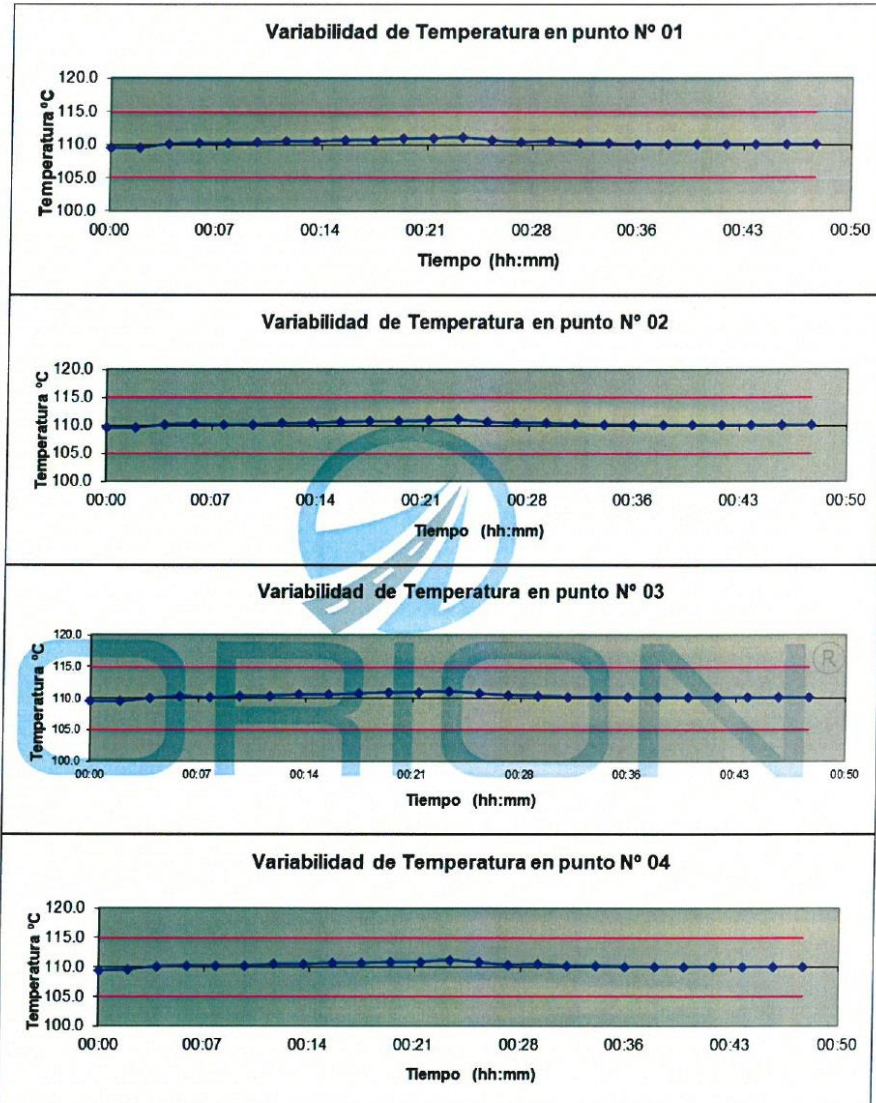 Variabilidad de Temperatura en punto Nº 01
Temperatura ºC
120.0
115.0
110.0
105.0
100.0
00:00 00:07 00:14 00:21 00:28 00:36 00:43 00:50
Tiempo (hh:mm)
Variabilidad de Temperatura en punto Nº 02
Temperatura ºC
120.0
115.0
110.0
105.0
100.0
00:00 00:07 00:14 00:21 00:28 00:36 00:43 00:50
Tiempo (hh:mm)
Variabilidad de Temperatura en punto Nº 03
Temperatura ºC
120.0
115.0
110.0
105.0
100.0
00:00 00:07 00:14 00:21 00:28 00:36 00:43 00:50
Tiempo (hh:mm)
ORION®
Variabilidad de Temperatura en punto Nº 04
Temperatura ºC
120.0
115.0
110.0
105.0
100.0
00:00 00:07 00:14 00:21 00:28 00:36 00:43 00:50
Tiempo (hh:mm)